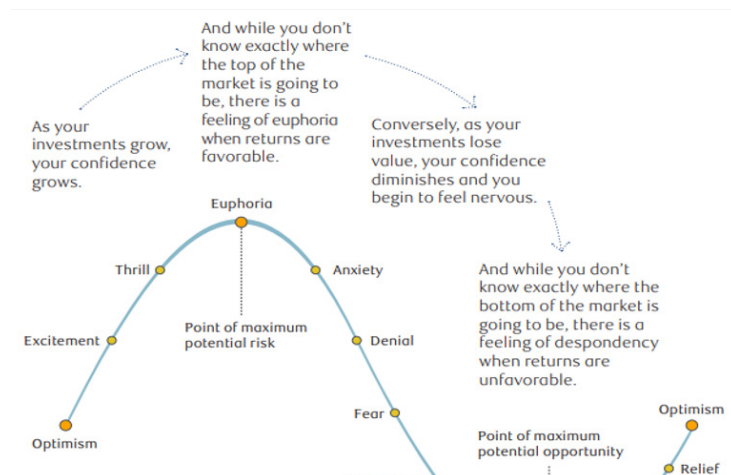 As your
investments grow,
your confidence
grows.
And while you don't
know exactly where
the top of the
market is going to
be, there is a
feeling of euphoria
when returns are
favorable.
Conversely, as your
investments lose
value, your confidence
diminishes and you
begin to feel nervous.
And while you don't
know exactly where the
bottom of the market is
going to be, there is a
feeling of despondency
when returns are
unfavorable.
Euphoria
Thrill
Anxiety
Point of maximum
potential risk
Excitement
Denial
Fear
Optimism
Optimism
Point of maximum
potential opportunity
Relief